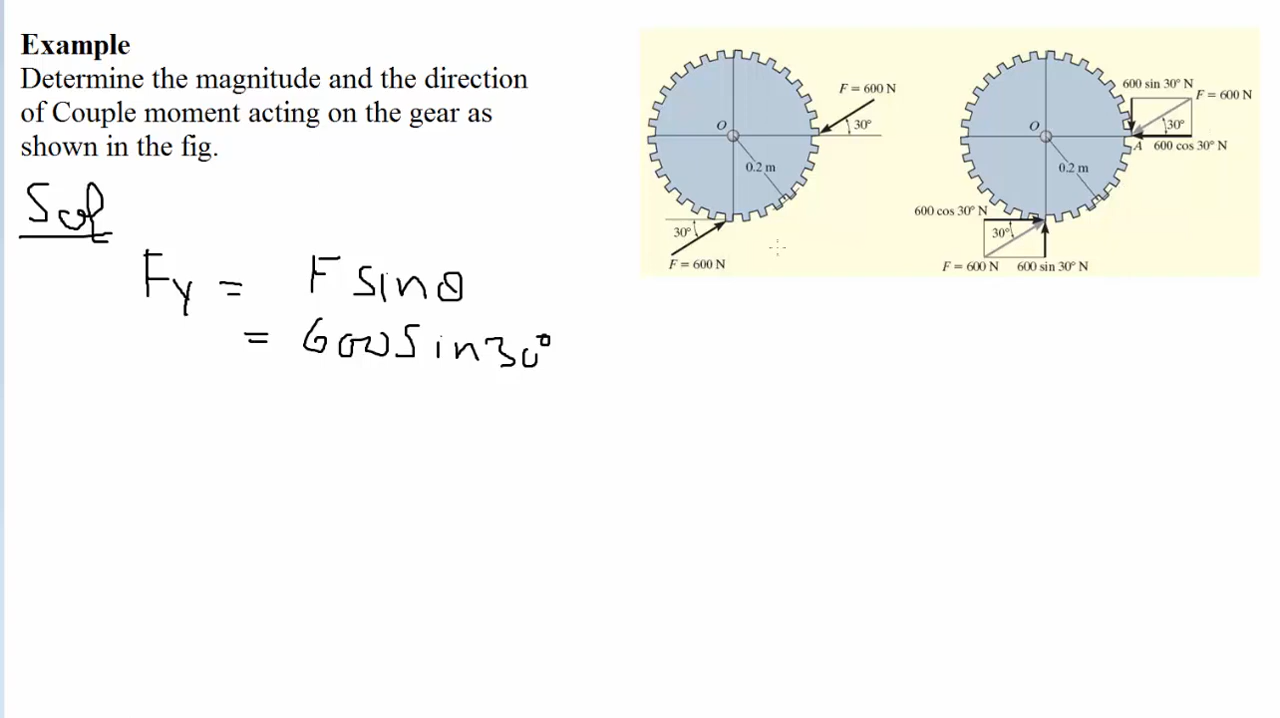 Example
Determine the magnitude and the direction
of Couple moment acting on the gear as
shown in the fig.
Sol
Fy = F sinθ
= 600 Sin 30°
F = 600 N
30°
O
0.2 m
30°
F = 600 N
600 sin 30° N
F = 600 N
30°
O
A 600 cos 30° N
0.2 m
600 cos 30° N
30°
F = 600 N 600 sin 30° N